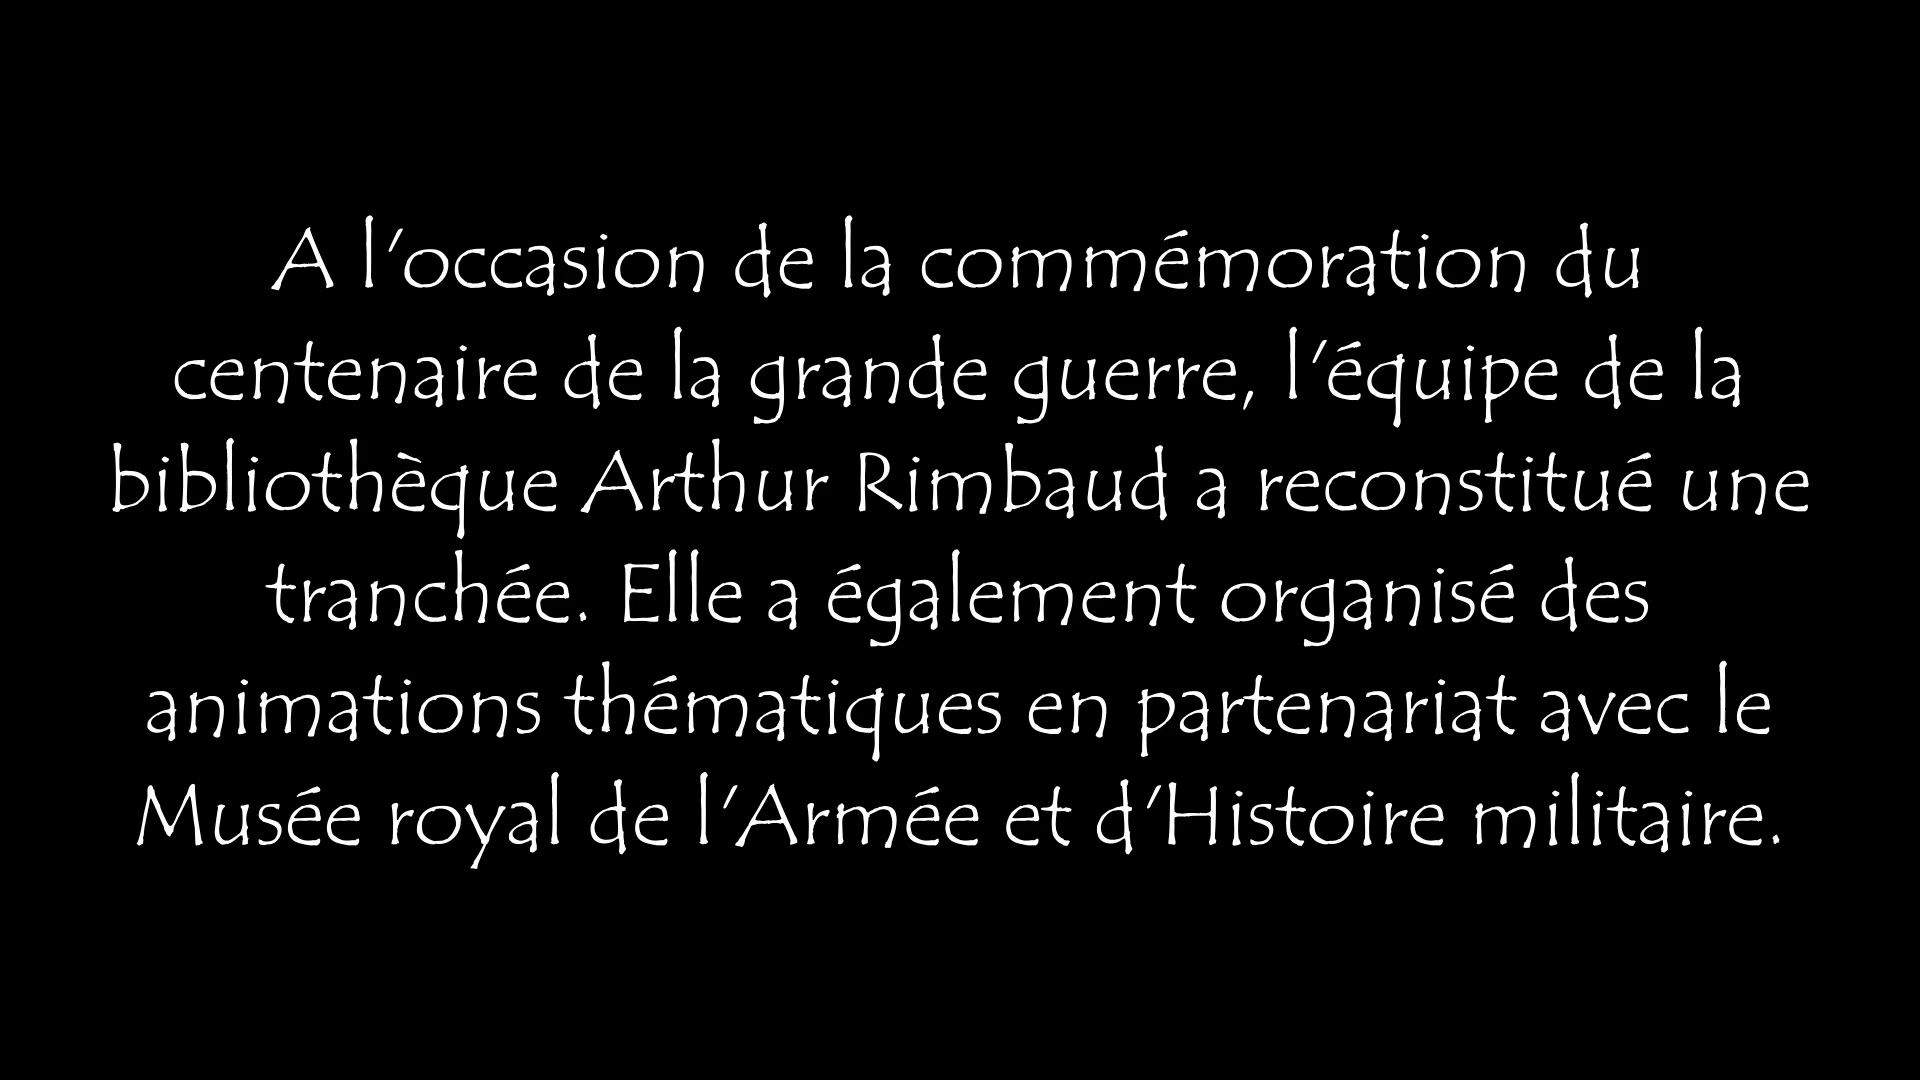 A l'occasion de la commémoration du
centenaire de la grande guerre, l'équipe de la
bibliothèque Arthur Rimbaud a reconstitué une
tranchée. Elle a également organisé des
animations thématiques en partenariat avec le
Musée royal de l'Armée et d'Histoire militaire.